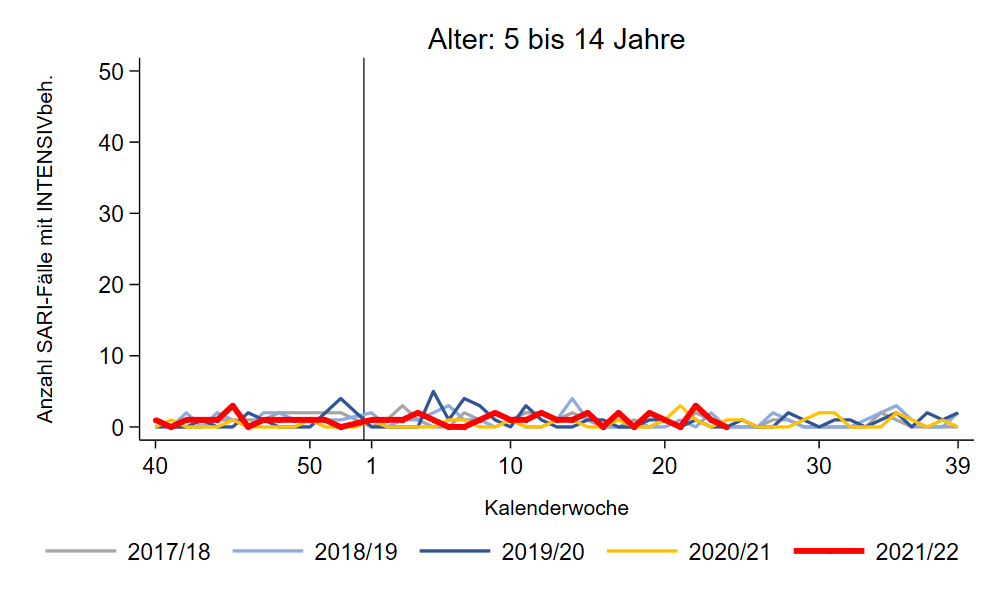 Alter: 5 bis 14 Jahre
Anzahl SARI-Fälle mit INTENSIVbeh.
50
40
30
20
10
0
40 50 1 10 20 30 39
Kalenderwoche
2017/18 2018/19 2019/20 2020/21 2021/22